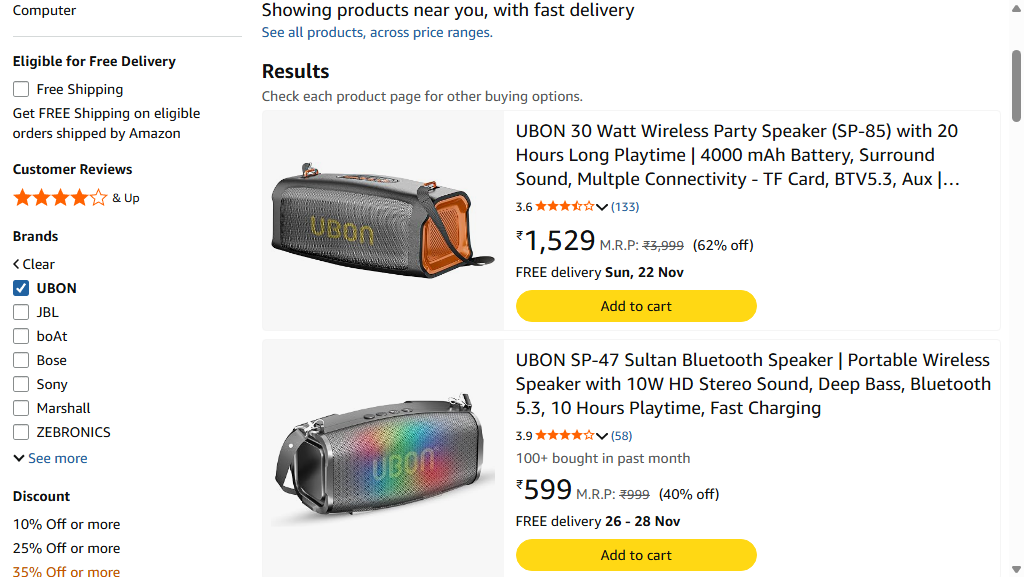 Computer
Eligible for Free Delivery
Free Shipping
Get FREE Shipping on eligible
orders shipped by Amazon
Customer Reviews
& Up
Brands
Clear
UBON
JBL
boAt
Bose
Sony
Marshall
ZEBRONICS
See more
Discount
10% Off or more
25% Off or more
35% Off or more
Showing products near you, with fast delivery
See all products, across price ranges.
Results
Check each product page for other buying options.
UBON
UBON 30 Watt Wireless Party Speaker (SP-85) with 20
Hours Long Playtime | 4000 mAh Battery, Surround
Sound, Multple Connectivity - TF Card, BTV5.3, Aux |...
3.6 (133)
₹1,529 M.R.P: ₹3,999 (62% off)
FREE delivery Sun, 22 Nov
Add to cart
UBON
UBON SP-47 Sultan Bluetooth Speaker | Portable Wireless
Speaker with 10W HD Stereo Sound, Deep Bass, Bluetooth
5.3, 10 Hours Playtime, Fast Charging
3.9 (58)
100+ bought in past month
₹599 M.R.P: ₹999 (40% off)
FREE delivery 26 - 28 Nov
Add to cart